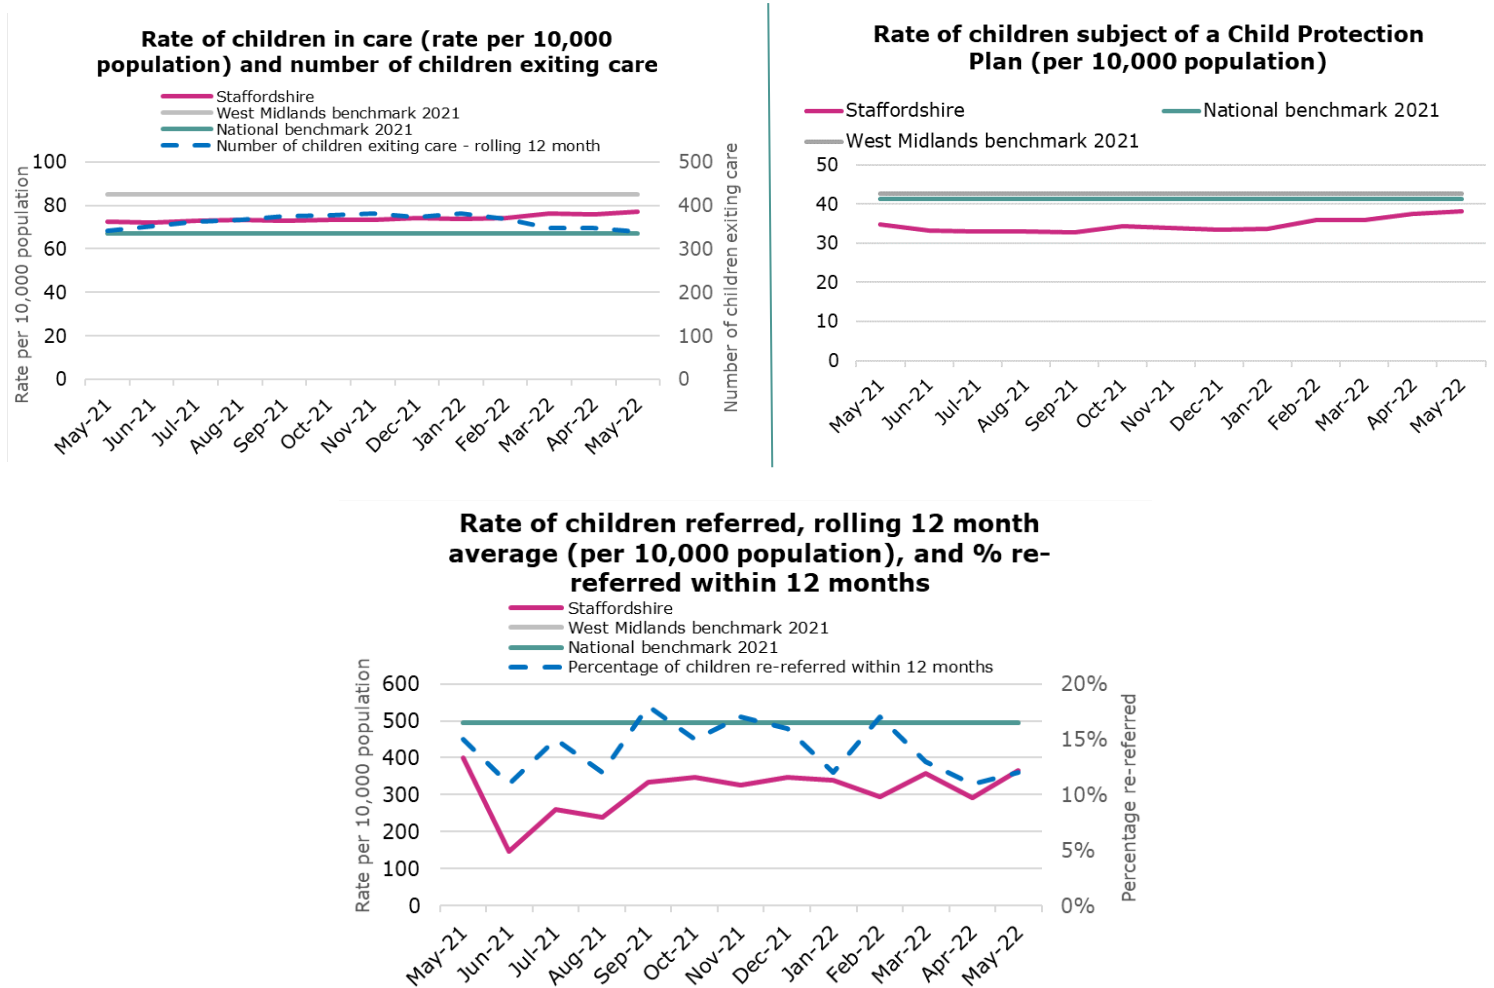 Rate of children in care (rate per 10,000
population) and number of children exiting care
Staffordshire
West Midlands benchmark 2021
National benchmark 2021
Number of children exiting care - rolling 12 month
Rate per 10,000 population
100
80
60
40
20
0
500
400
300
200
100
0
Number of children exiting care
May-21
Jun-21
Jul-21
Aug-21
Sep-21
Oct-21
Nov-21
Dec-21
Jan-22
Feb-22
Mar-22
Apr-22
May-22
Rate of children subject of a Child Protection
Plan (per 10,000 population)
Staffordshire
National benchmark 2021
West Midlands benchmark 2021
50
40
30
20
10
0
May-21
Jun-21
Jul-21
Aug-21
Sep-21
Oct-21
Nov-21
Dec-21
Jan-22
Feb-22
Mar-22
Apr-22
May-22
Rate of children referred, rolling 12 month
average (per 10,000 population), and % re-
referred within 12 months
Staffordshire
West Midlands benchmark 2021
National benchmark 2021
Percentage of children re-referred within 12 months
Rate per 10,000 population
600
500
400
300
200
100
0
20%
15%
10%
5%
0%
Percentage re-referred
May-21
Jun-21
Jul-21
Aug-21
Sep-21
Oct-21
Nov-21
Dec-21
Jan-22
Feb-22
Mar-22
Apr-22
May-22